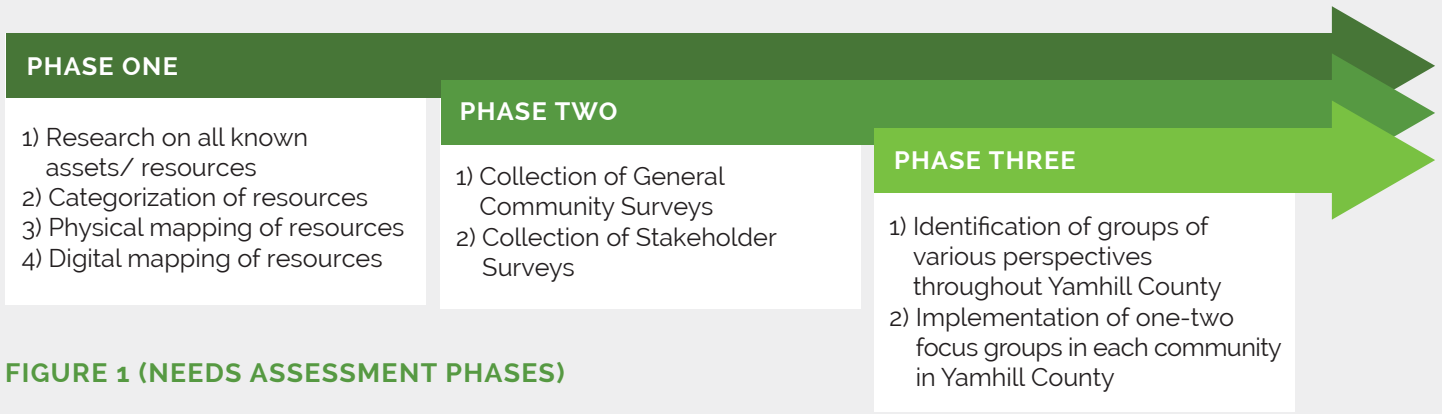 PHASE ONE
1) Research on all known
assets/ resources
2) Categorization of resources
3) Physical mapping of resources
4) Digital mapping of resources
PHASE TWO
1) Collection of General
Community Surveys
2) Collection of Stakeholder
Surveys
PHASE THREE
1) Identification of groups of
various perspectives
throughout Yamhill County
2) Implementation of one-two
focus groups in each community
in Yamhill County
FIGURE 1 (NEEDS ASSESSMENT PHASES)